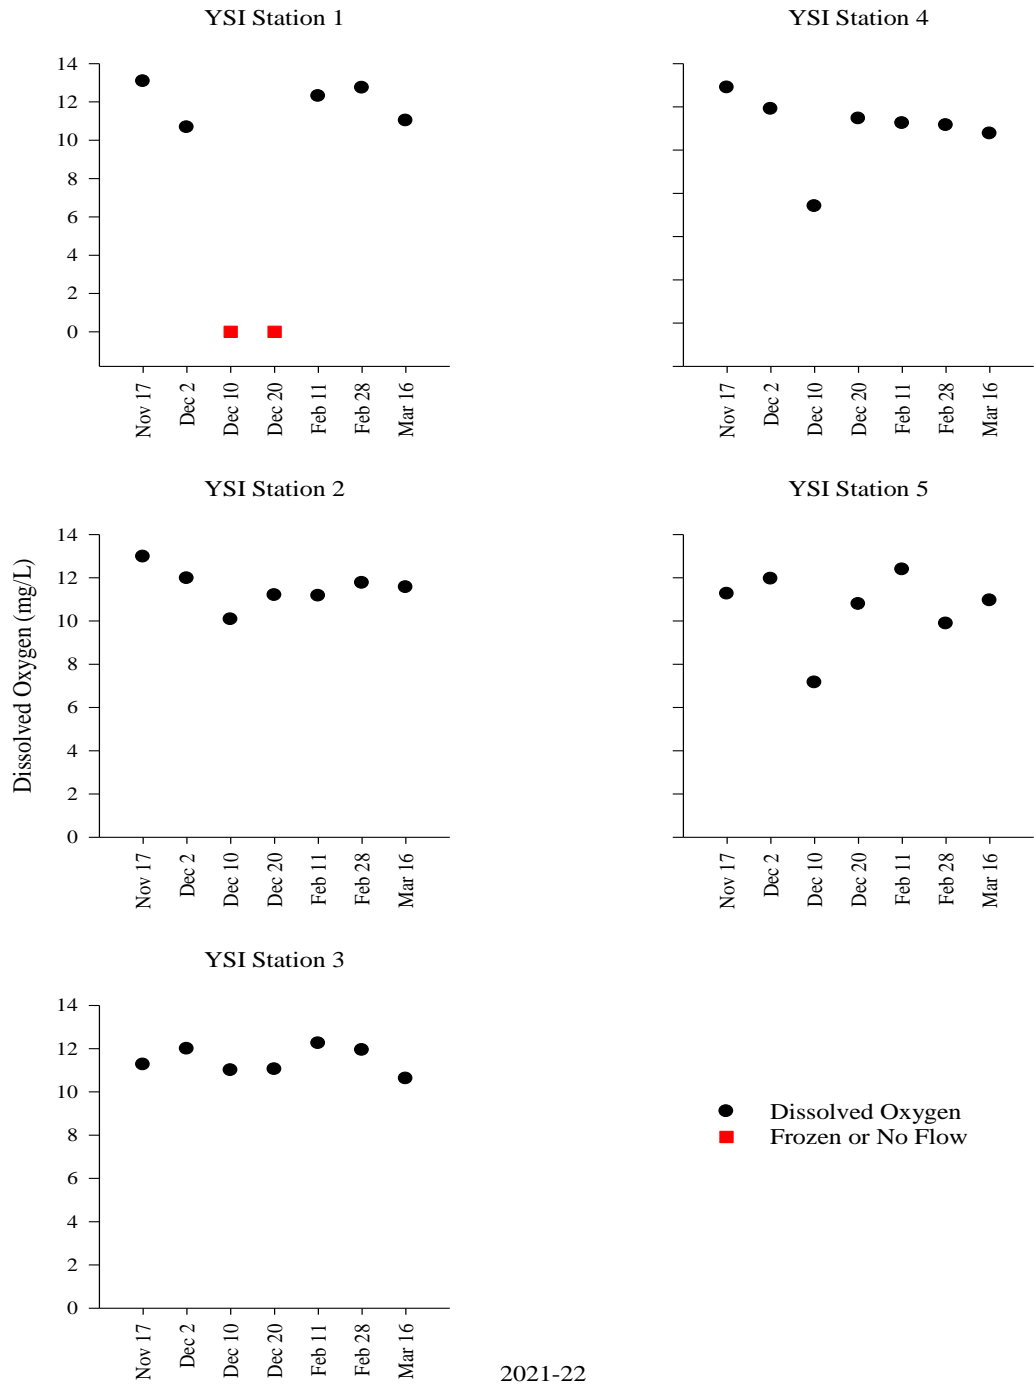 YSI Station 1
14
12
10
8
6
4
2
0
Nov 17
Dec 2
Dec 10
Dec 20
Feb 11
Feb 28
Mar 16
YSI Station 4
Nov 17
Dec 2
Dec 10
Dec 20
Feb 11
Feb 28
Mar 16
Dissolved Oxygen (mg/L)
YSI Station 2
14
12
10
8
6
4
2
0
Nov 17
Dec 2
Dec 10
Dec 20
Feb 11
Feb 28
Mar 16
YSI Station 5
Nov 17
Dec 2
Dec 10
Dec 20
Feb 11
Feb 28
Mar 16
YSI Station 3
14
12
10
8
6
4
2
0
Nov 17
Dec 2
Dec 10
Dec 20
Feb 11
Feb 28
Mar 16
Dissolved Oxygen
Frozen or No Flow
2021-22